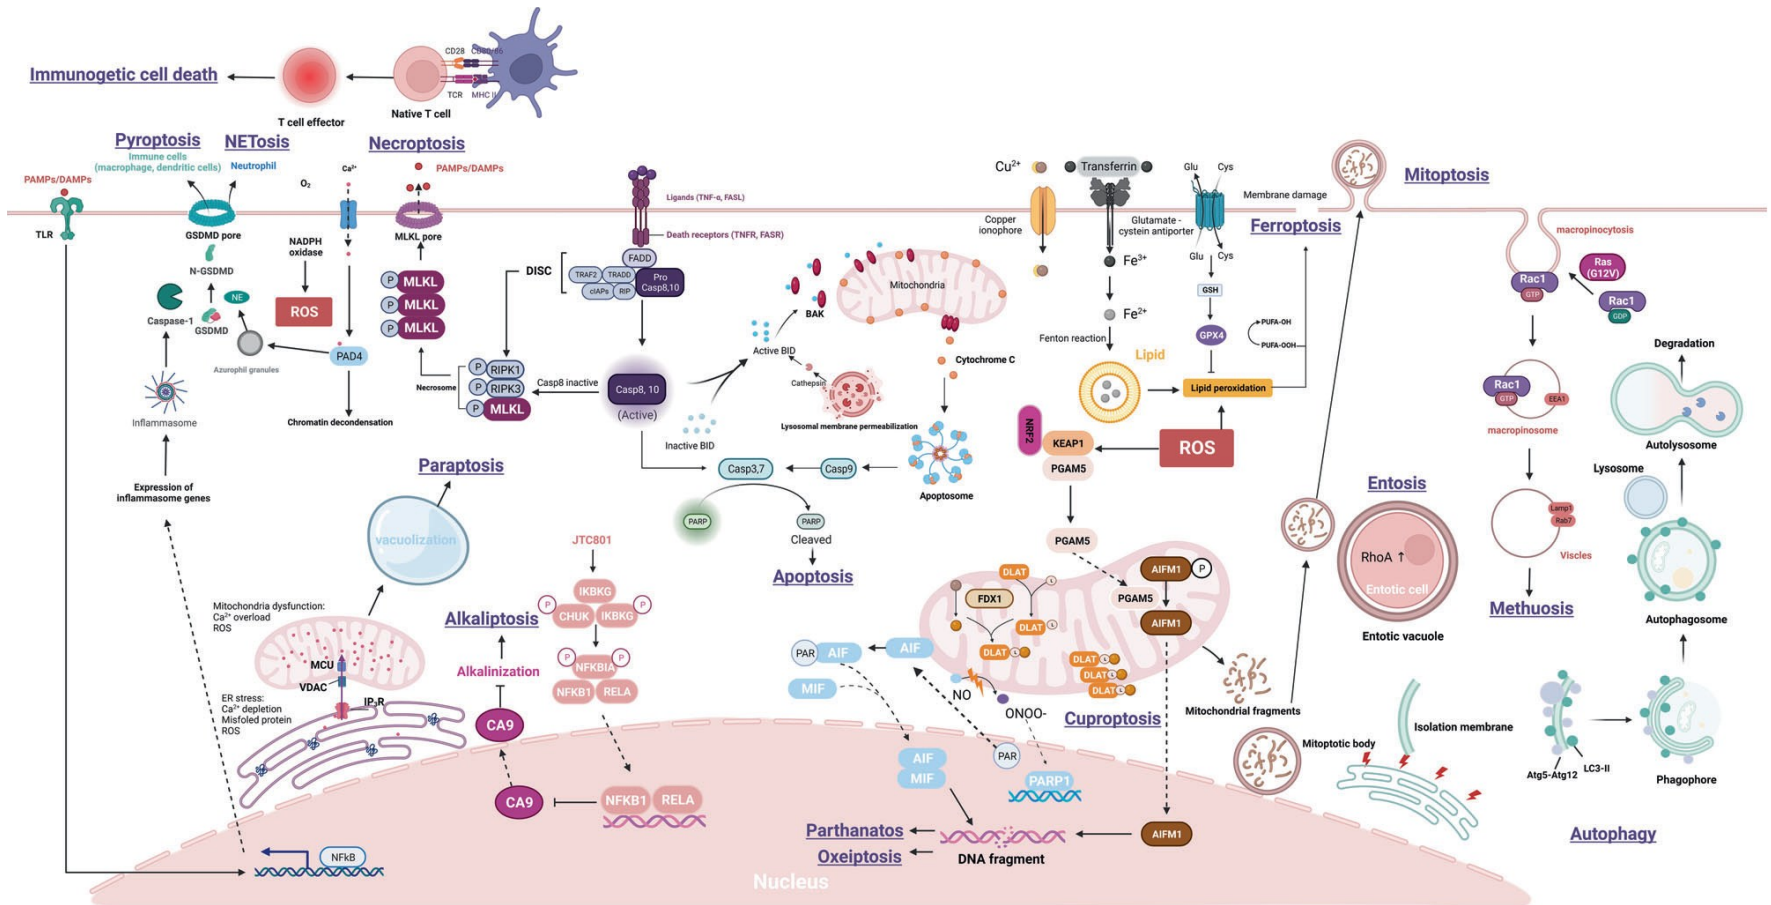 Immunogetic cell death
T cell effector
Native T cell
CD28
CD80/86
TCR
MHC II
Pyroptosis
Immune cells
(macrophage, dendritic cells)
NETosis
Neutrophil
Necroptosis
PAMPs/DAMPs
PAMPs/DAMPs
TLR
GSDMD pore
N-GSDMD
NE
GSDMD
Caspase-1
Azurophil granules
Inflammasome
Expression of
inflammasome genes
O2
NADPH
oxidase
ROS
Ca2+
PAD4
Chromatin decondensation
MLKL pore
P MLKL
P MLKL
P MLKL
Necrosome
P RIPK1
P RIPK3
P MLKL
Casp8 inactive
DISC
Ligands (TNF-α, FASL)
Death receptors (TNFR, FASR)
FADD
TRAF2
TRADD
cIAPs
RIP
Pro
Casp8,10
Casp8, 10
(Active)
Inactive BID
Active BID
BAK
Mitochondria
Cytochrome C
Cathepsin
Lysosomal membrane permeabilization
Apoptosome
Casp9
Casp3,7
PARP
PARP
Cleaved
Apoptosis
Cu2+
Copper
ionophore
Transferrin
Fe3+
Fe2+
Fenton reaction
Lipid
Glu
Cys
Glutamate -
cystein antiporter
Glu
Cys
GSH
GPX4
Lipid peroxidation
Membrane damage
Ferroptosis
PUFA-OH
PUFA-OOH
ROS
NRF2
KEAP1
PGAM5
PGAM5
PGAM5
AIFM1
P
AIFM1
AIFM1
FDX1
DLAT
L
DLAT
L
DLAT
L
DLAT
L
DLAT
L
DLAT
L
NO
ONOO-
Cuproptosis
PAR
AIF
AIF
MIF
AIF
MIF
PAR
PARP1
Parthanatos
Oxeiptosis
DNA fragment
Nucleus
Paraptosis
vacuolization
Mitochondria dysfunction:
Ca2+ overload
ROS
MCU
VDAC
IP3R
ER stress:
Ca2+ depletion
Misfold protein
ROS
NFkB
Alkaliptosis
Alkalinization
CA9
CA9
JTC801
IKBKG
P
CHUK
IKBKG
P
P
NFKBIA
P
NFKB1
RELA
NFKB1
RELA
Mitoptosis
Mitochondrial fragments
Mitoptotic body
Entosis
RhoA ↑
Entotic cell
Entotic vacuole
macropinocytosis
Rac1
GTP
Ras
(G12V)
Rac1
GDP
Rac1
GTP
EEA1
macropinosome
Lamp1
Rab7
Viscles
Methuosis
Degradation
Autolysosome
Lysosome
Autophagosome
Isolation membrane
Atg5-Atg12
LC3-II
Phagophore
Autophagy